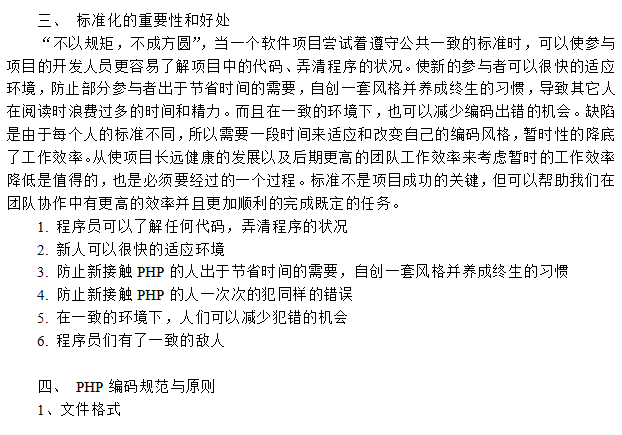 三、 标准化的重要性和好处
“不以规矩，不成方圆”，当一个软件项目尝试着遵守公共一致的标准时，可以使参与
项目的开发人员更容易了解项目中的代码、弄清程序的状况。使新的参与者可以很快的适应
环境，防止部分参与者出于节省时间的需要，自创一套风格并养成终生的习惯，导致其它人
在阅读时浪费过多的时间和精力。而且在一致的环境下，也可以减少编码出错的机会。缺陷
是由于每个人的标准不同，所以需要一段时间来适应和改变自己的编码风格，暂时性的降底
了工作效率。从使项目长远健康的发展以及后期更高的团队工作效率来考虑暂时的工作效率
降低是值得的，也是必须要经过的一个过程。标准不是项目成功的关键，但可以帮助我们在
团队协作中有更高的效率并且更加顺利的完成既定的任务。
1. 程序员可以了解任何代码，弄清程序的状况
2. 新人可以很快的适应环境
3. 防止新接触 PHP 的人出于节省时间的需要，自创一套风格并养成终生的习惯
4. 防止新接触 PHP 的人一次次的犯同样的错误
5. 在一致的环境下，人们可以减少犯错的机会
6. 程序员们有了一致的敌人
四、 PHP 编码规范与原则
1、文件格式